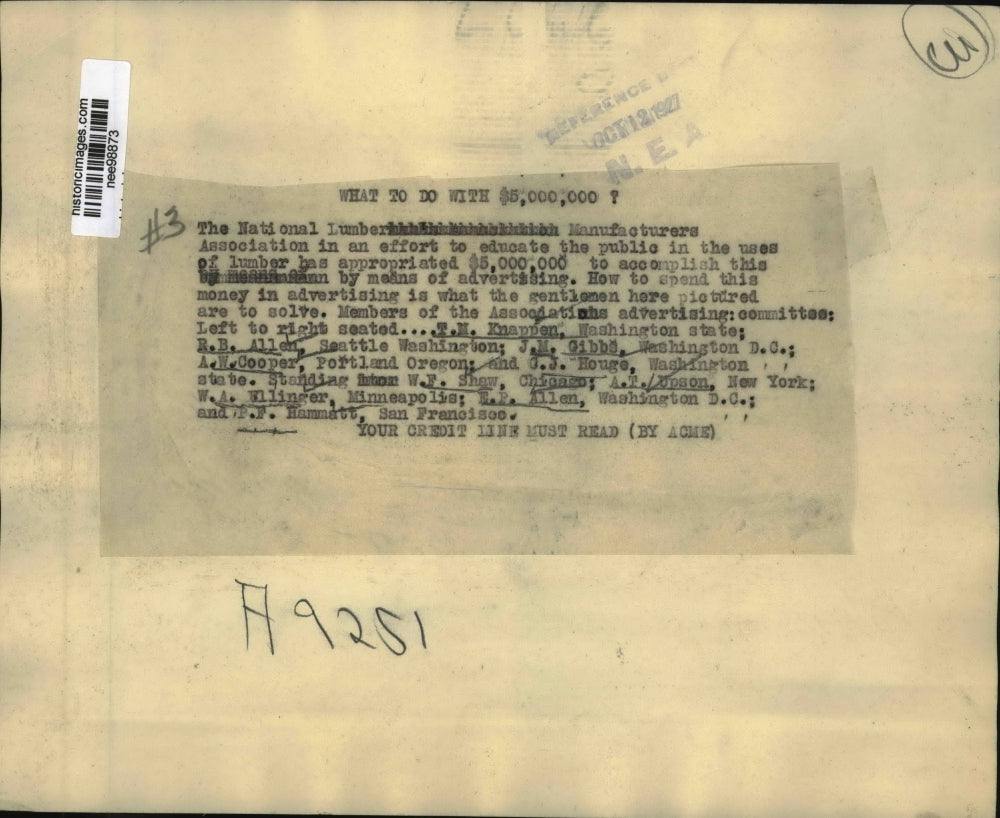 historicimages.com
nee98873
REFERENCE
OCT 12 1927
N. E. A
#3
WHAT TO DO WITH $5,000,000 ?
The National Lumber Manufacturers
Association in an effort to educate the public in the uses
of lumber has appropriated $5,000,000 to accomplish this
by means of advertising. How to spend this
money in advertising is what the gentlemen here pictured
are to solve. Members of the Associations advertising:committee:
Left to right seated....T.M. Knappen, Washington state;
R.B. Allen, Seattle Washington; J.M. Gibbs, Washington D.C.;
A.W.Cooper, Portland Oregon; and C.J. Houge, Washington
state. Standing W.F. Shaw, Chicago; A.T. Upson, New York;
W.A. Ellinger, Minneapolis; E.P. Allen, Washington D.C.;
and P.F. Hammatt, San Francisco.
YOUR CREDIT LINE MUST READ (BY ACME)
A9251